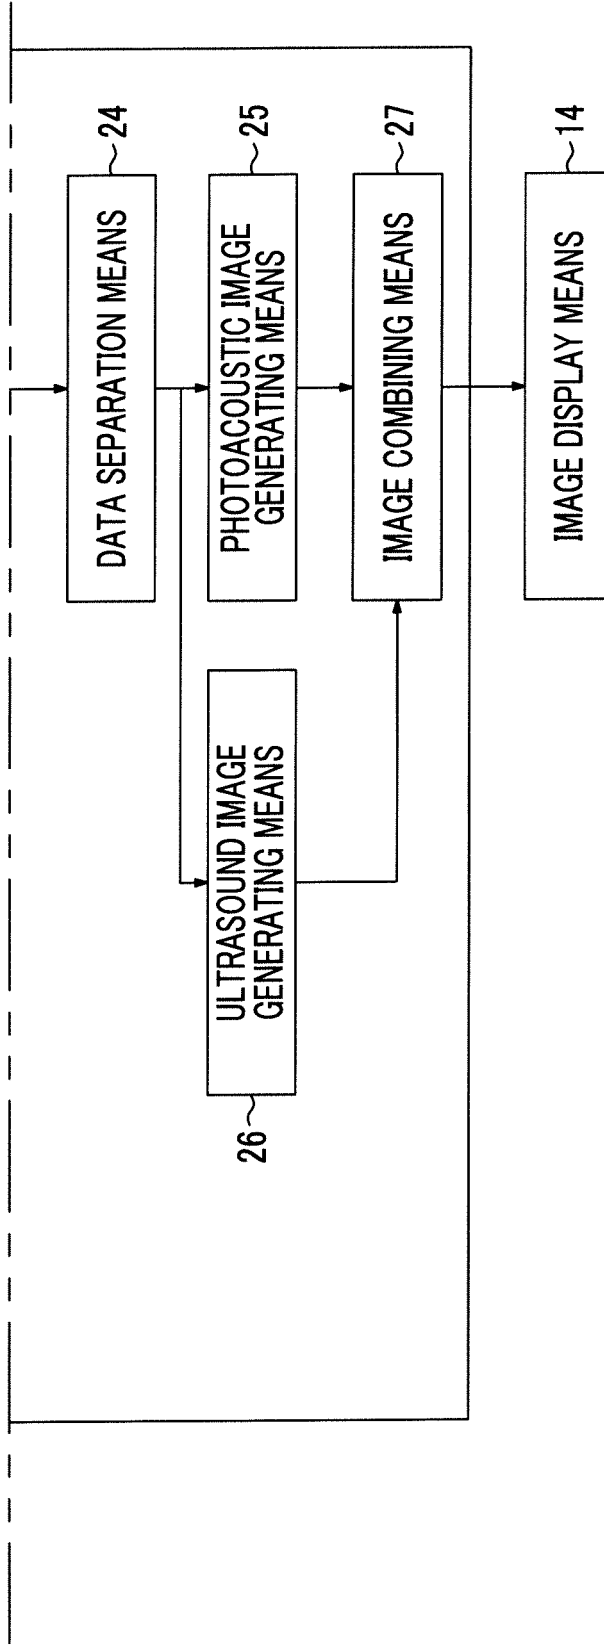 24
DATA SEPARATION MEANS
25
PHOTOACOUSTIC IMAGE
GENERATING MEANS
26
ULTRASOUND IMAGE
GENERATING MEANS
27
IMAGE COMBINING MEANS
14
IMAGE DISPLAY MEANS